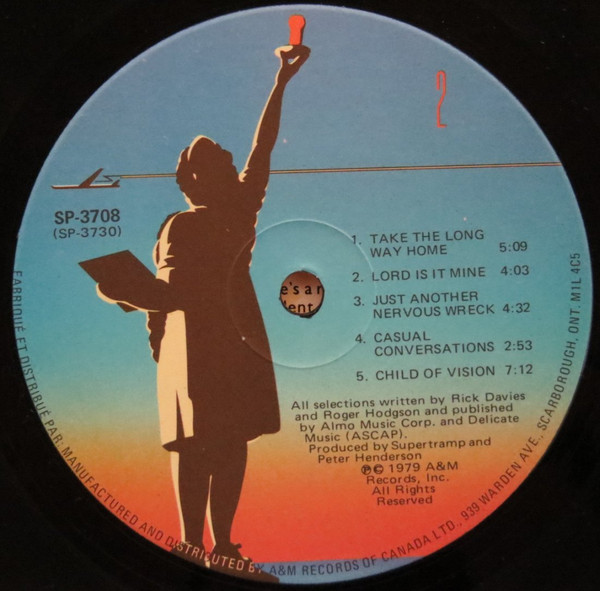 2
SP-3708
(SP-3730)
1. TAKE THE LONG
WAY HOME 5:09
2. LORD IS IT MINE 4:03
3. JUST ANOTHER
NERVOUS WRECK 4:32
4. CASUAL
CONVERSATIONS 2:53
5. CHILD OF VISION 7:12
e's a r
'ent.
All selections written by Rick Davies
and Roger Hodgson and published
by Almo Music Corp. and Delicate
Music (ASCAP).
Produced by Supertramp and
Peter Henderson
℗© 1979 A&M
Records, Inc.
All Rights
Reserved
FABRIQUÉ ET DISTRIBUÉ PAR: MANUFACTURED AND DISTRIBUTED BY A&M RECORDS OF CANADA LTD., 939 WARDEN AVE., SCARBOROUGH, ONT. M1L 4C5